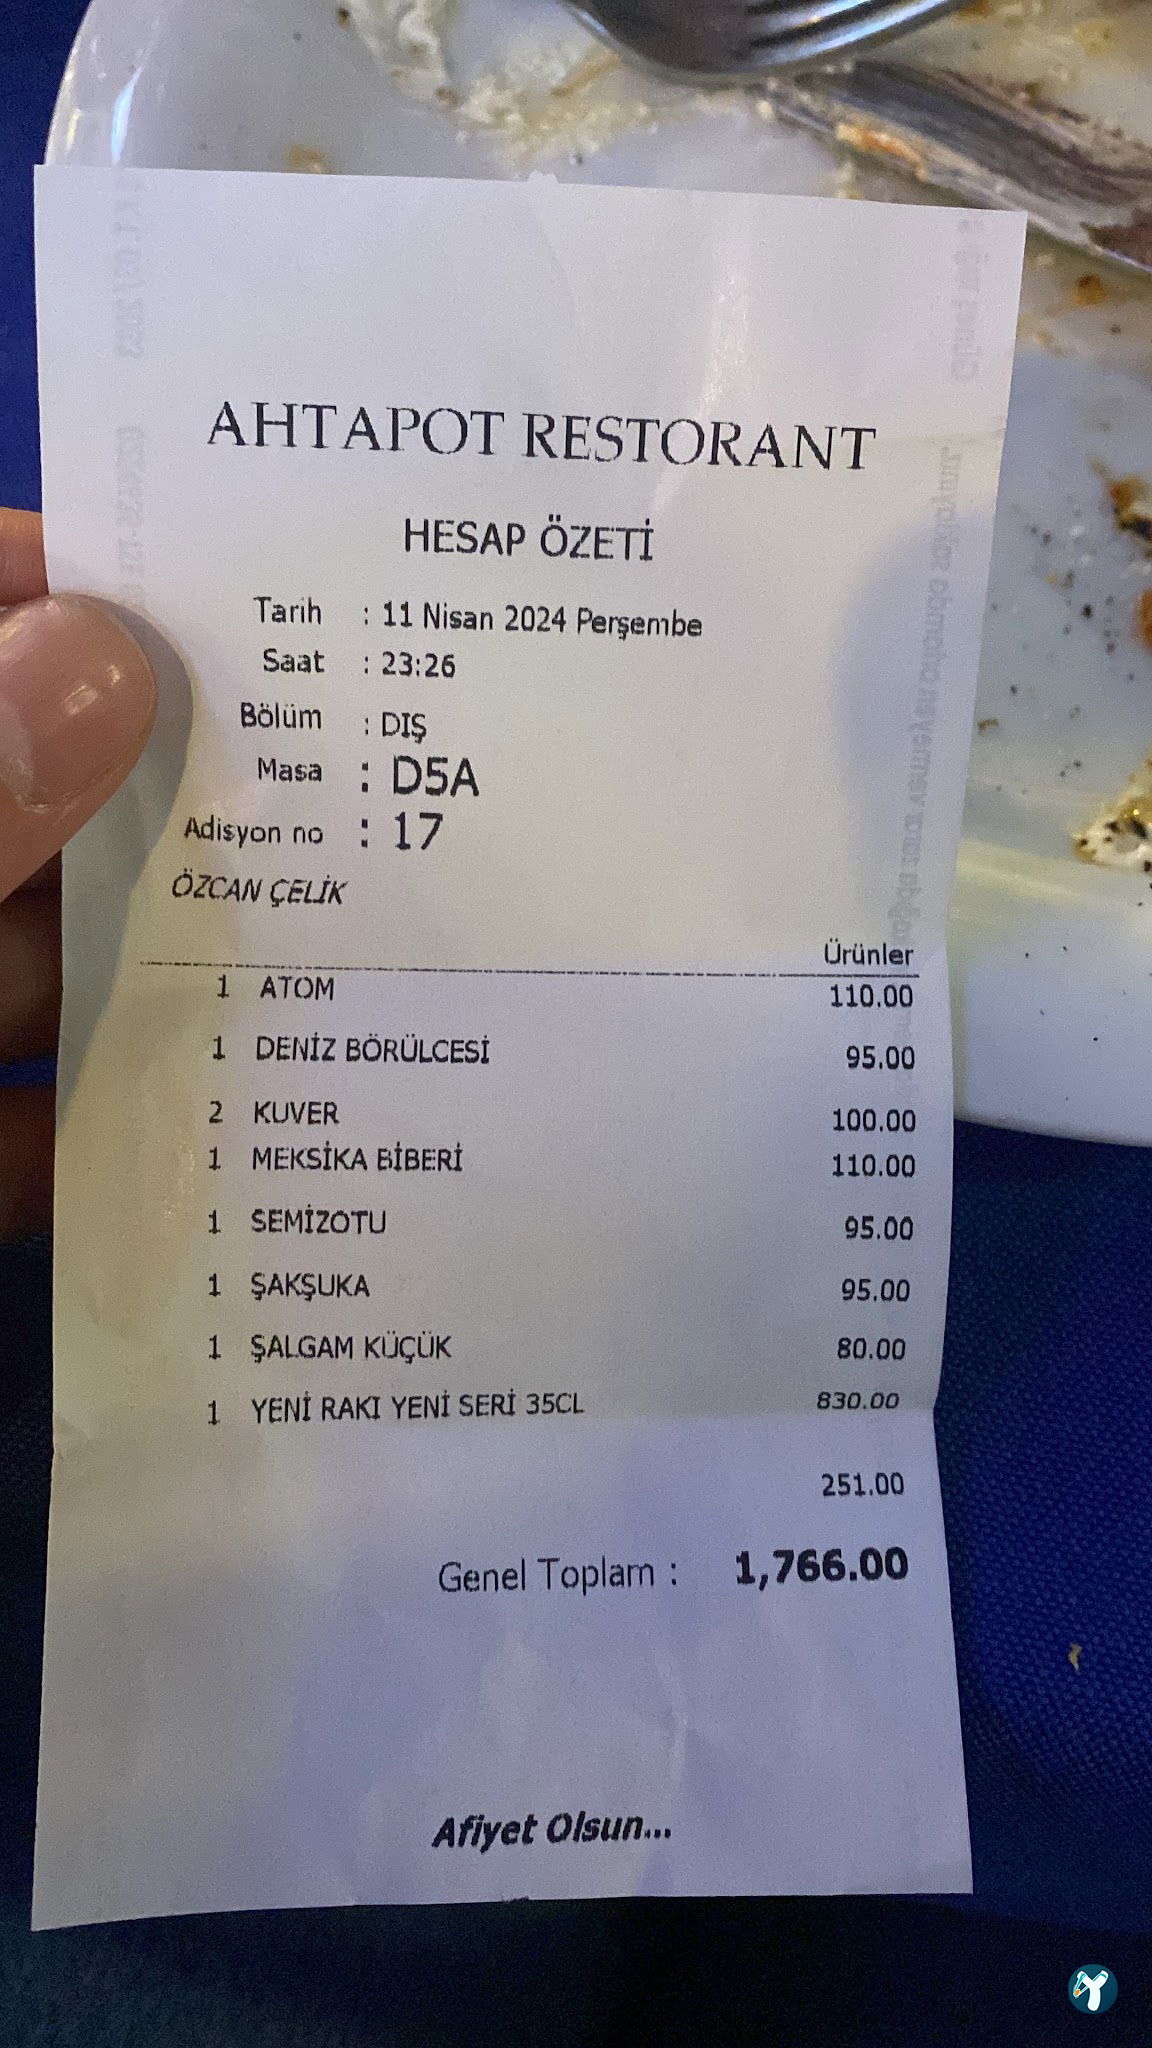 AHTAPOT RESTORANT
HESAP ÖZETİ
Tarih : 11 Nisan 2024 Perşembe
Saat : 23:26
Bölüm : DIŞ
Masa : D5A
Adisyon no : 17
ÖZCAN ÇELİK
Ürünler
1 ATOM 110.00
1 DENİZ BÖRÜLCESİ 95.00
2 KUVER 100.00
1 MEKSİKA BİBERİ 110.00
1 SEMİZOTU 95.00
1 ŞAKŞUKA 95.00
1 ŞALGAM KÜÇÜK 80.00
1 YENİ RAKI YENİ SERİ 35CL 830.00
251.00
Genel Toplam : 1,766.00
Afiyet Olsun...